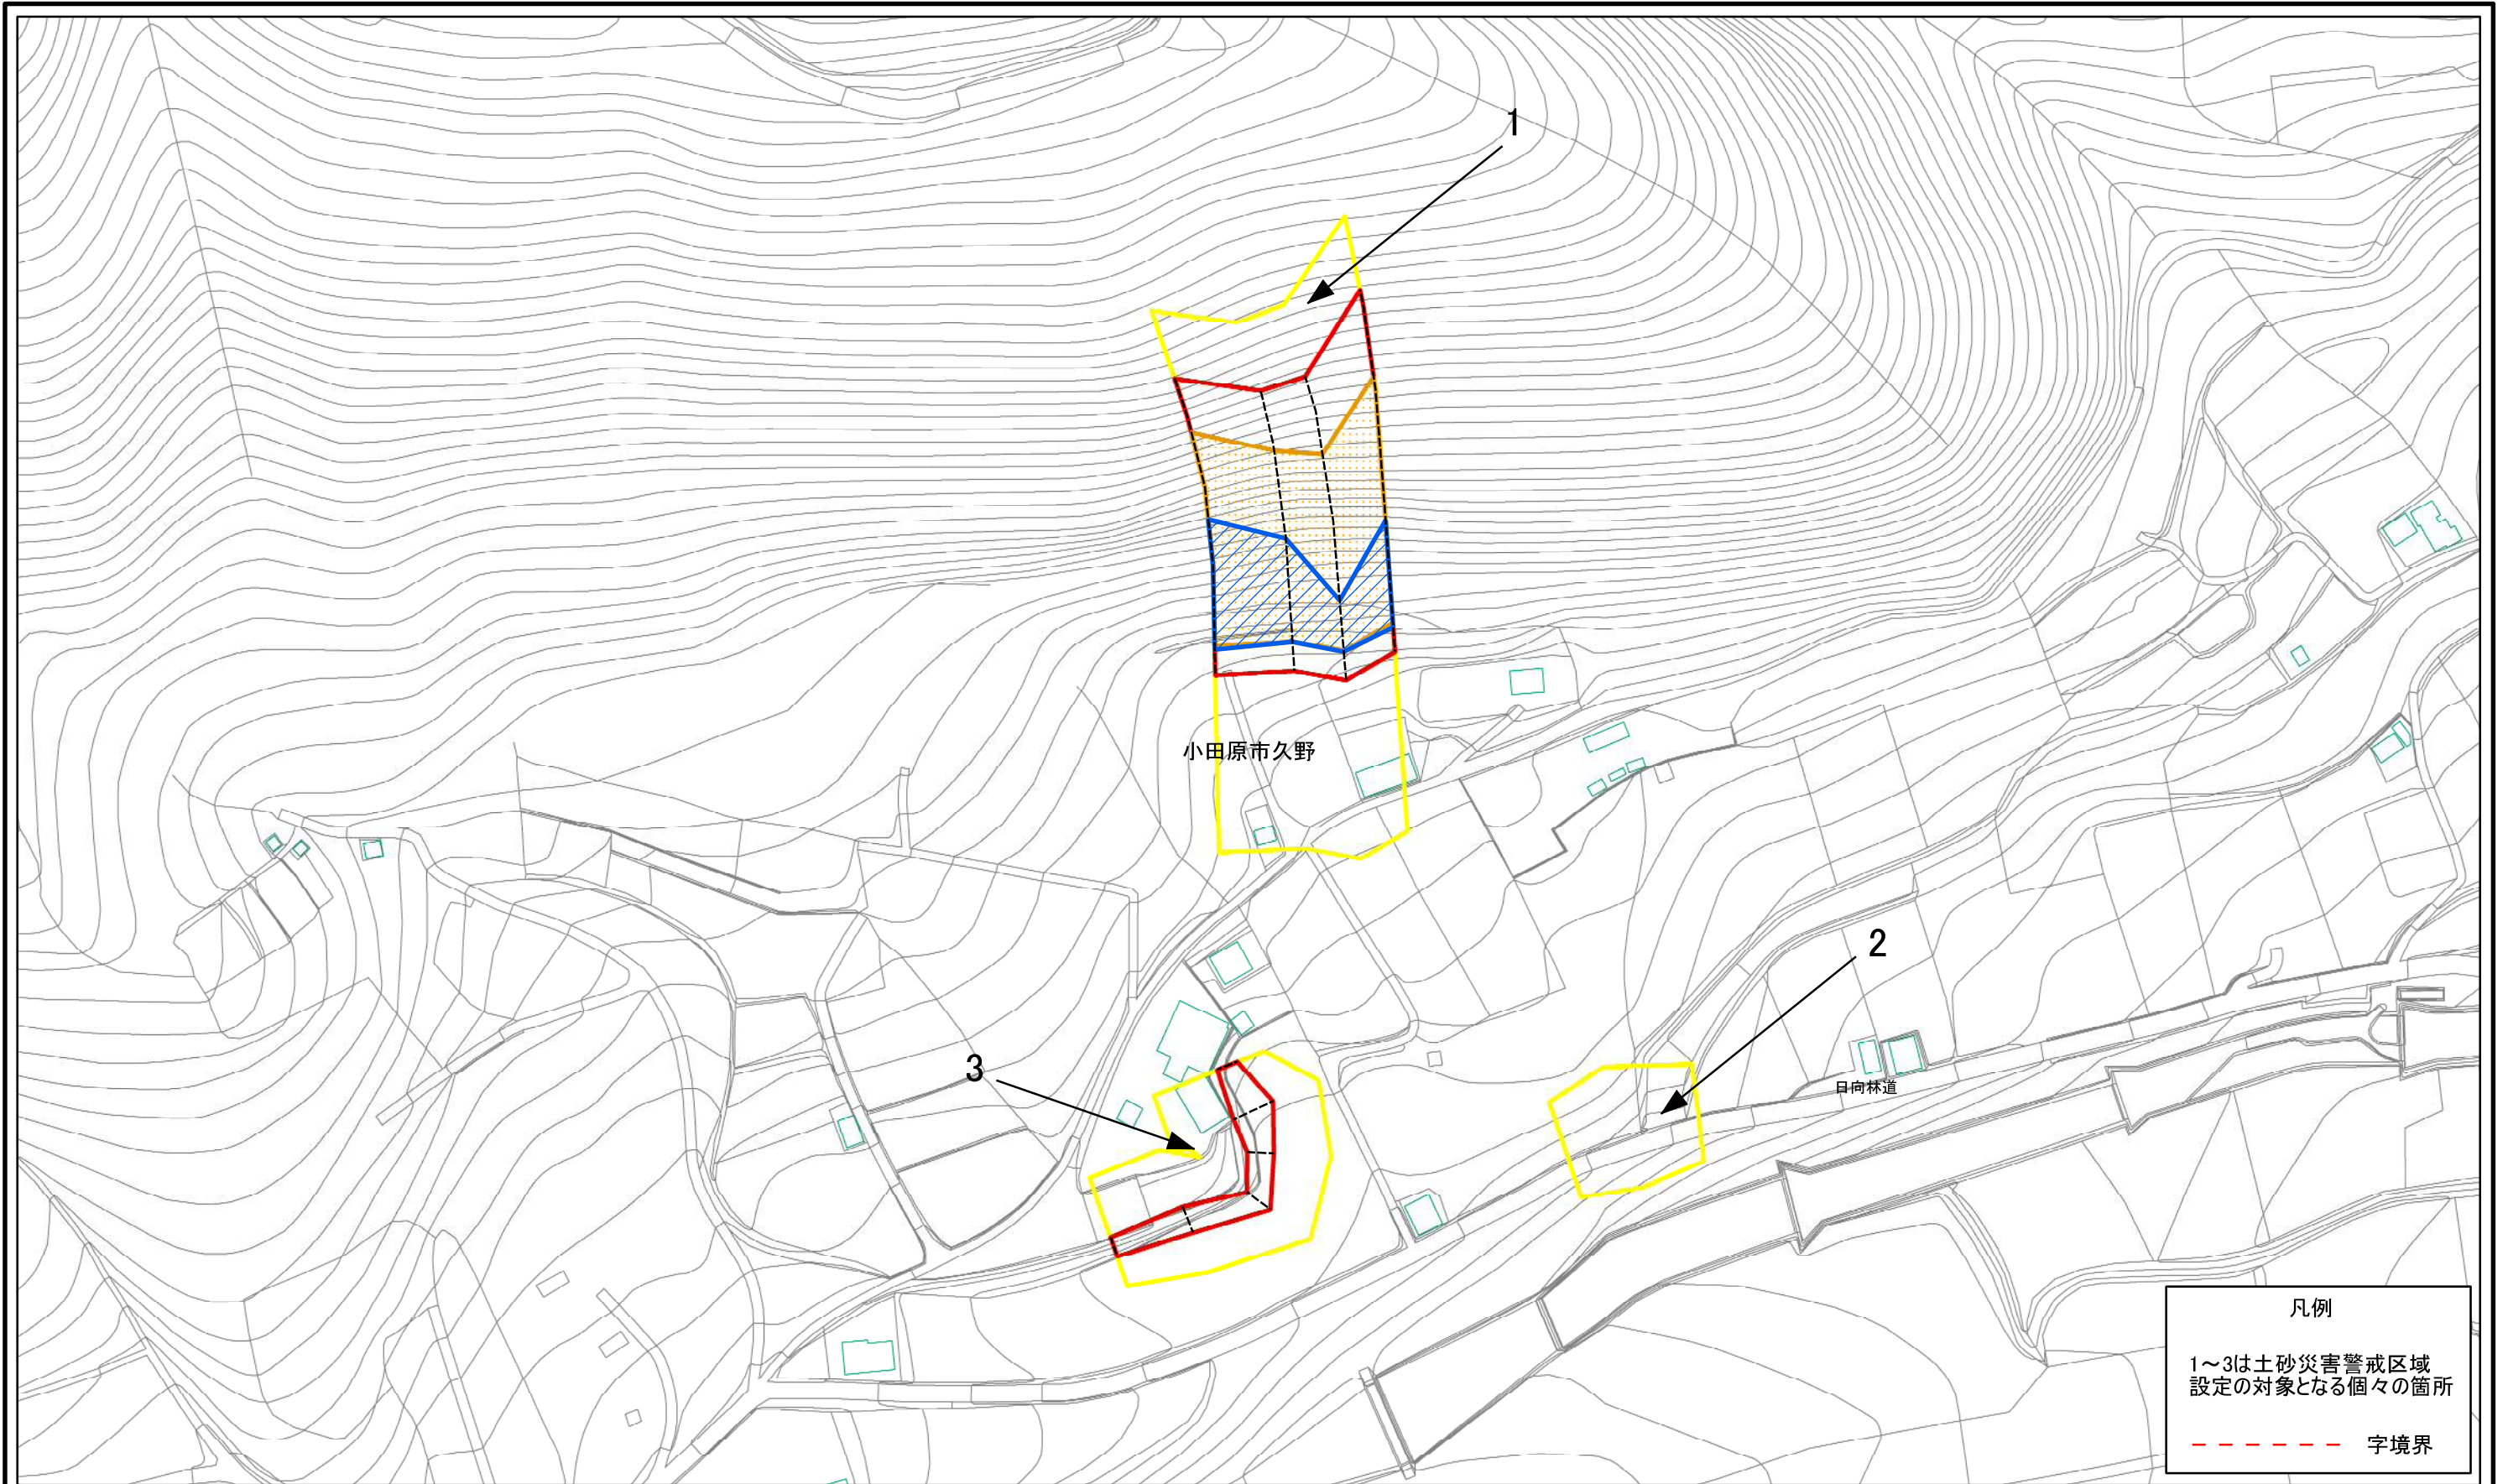 1
小田原市久野
2
日向林道
3
凡例
1～3は土砂災害警戒区域
設定の対象となる個々の箇所
字境界